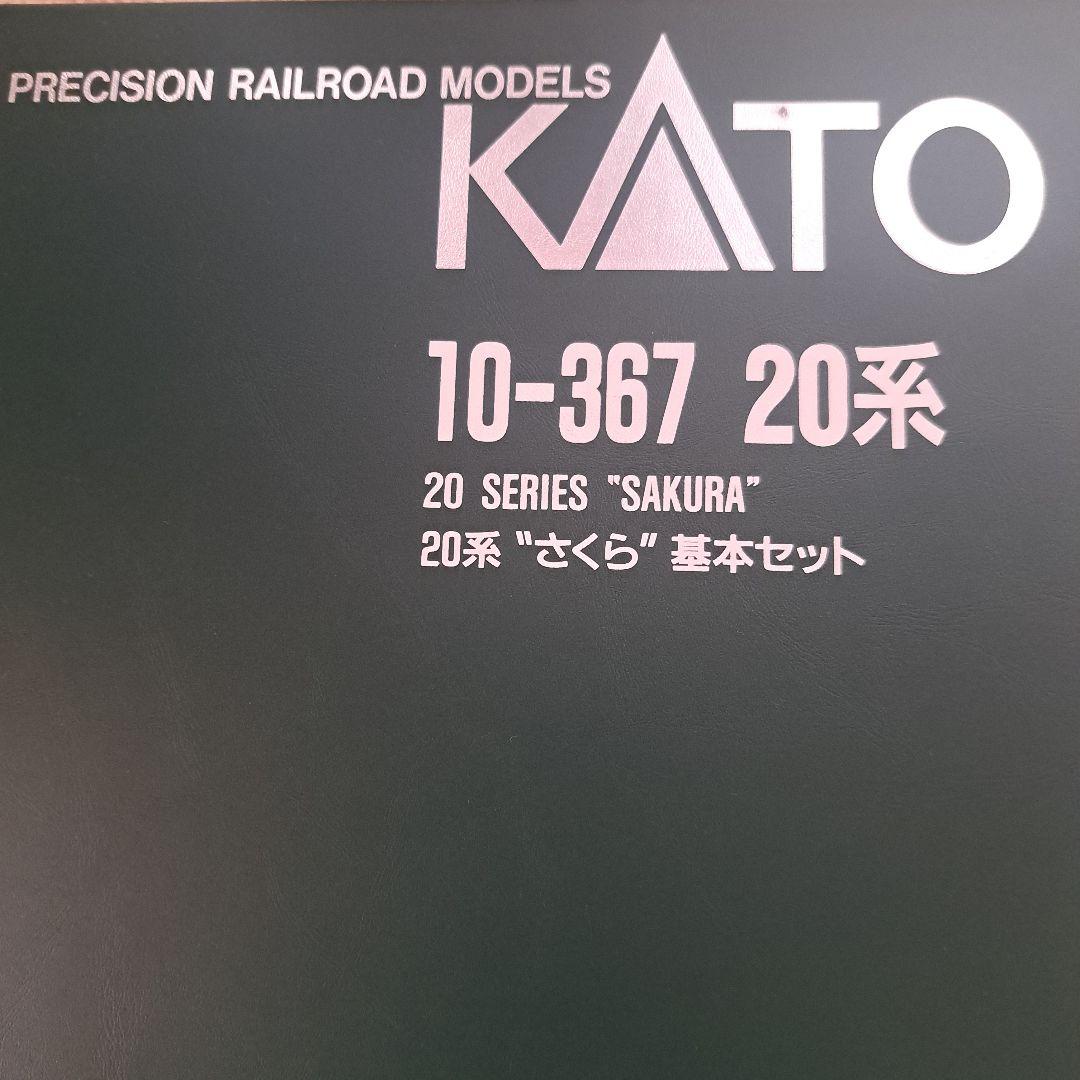 PRECISION RAILROAD MODELS
KATO
10-367 20系
20 SERIES "SAKURA"
20系 "さくら" 基本セット